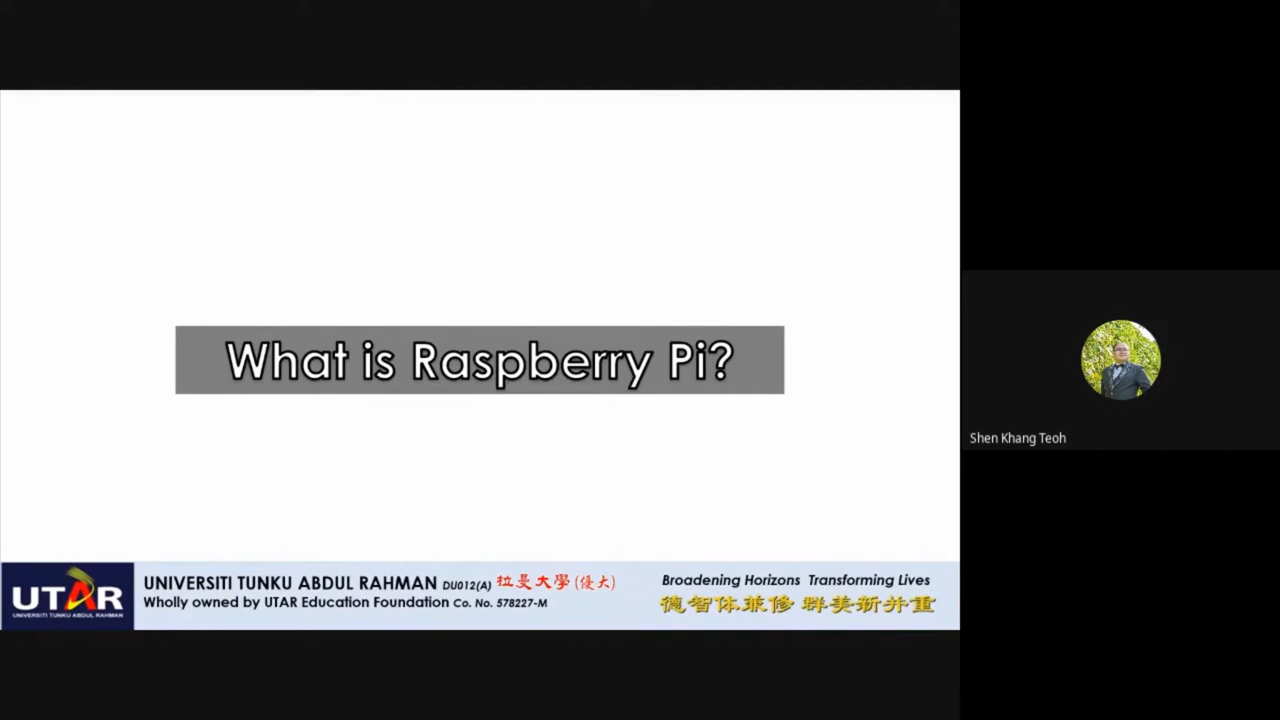 What is Raspberry Pi?
Shen Khang Teoh
UTAR
UNIVERSITI TUNKU ABDUL RAHMAN
UNIVERSITI TUNKU ABDUL RAHMAN DU012(A) 拉曼大學(優大)
Wholly owned by UTAR Education Foundation Co. No. 578227-M
Broadening Horizons Transforming Lives
德智体兼修 群美新并重